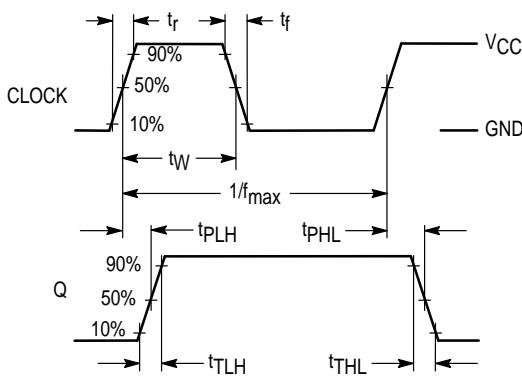 tr
tf
90%
VCC
CLOCK
50%
10%
GND
tW
1/fmax
tPLH
tPHL
90%
Q
50%
10%
tTLH
tTHL